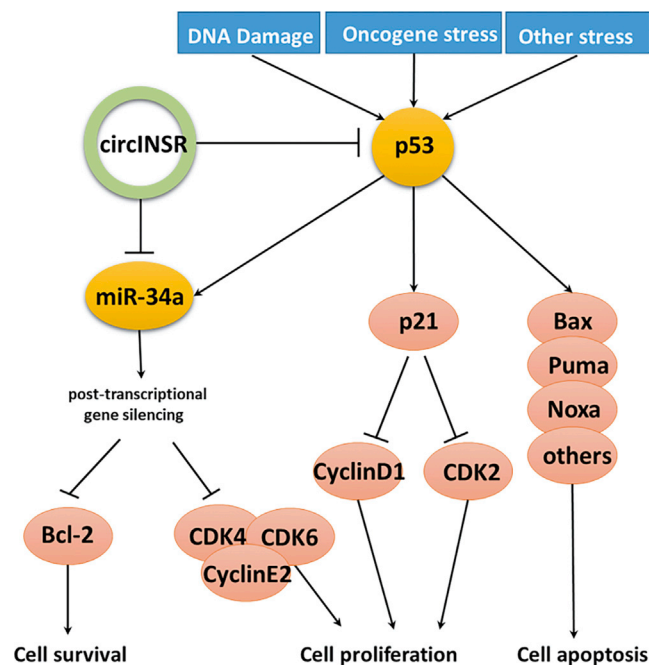 DNA Damage
Oncogene stress
Other stress
circINSR
p53
miR-34a
p21
Bax
Puma
Noxa
others
post-transcriptional
gene silencing
CyclinD1
CDK2
Bcl-2
CDK4
CDK6
CyclinE2
Cell survival
Cell proliferation
Cell apoptosis